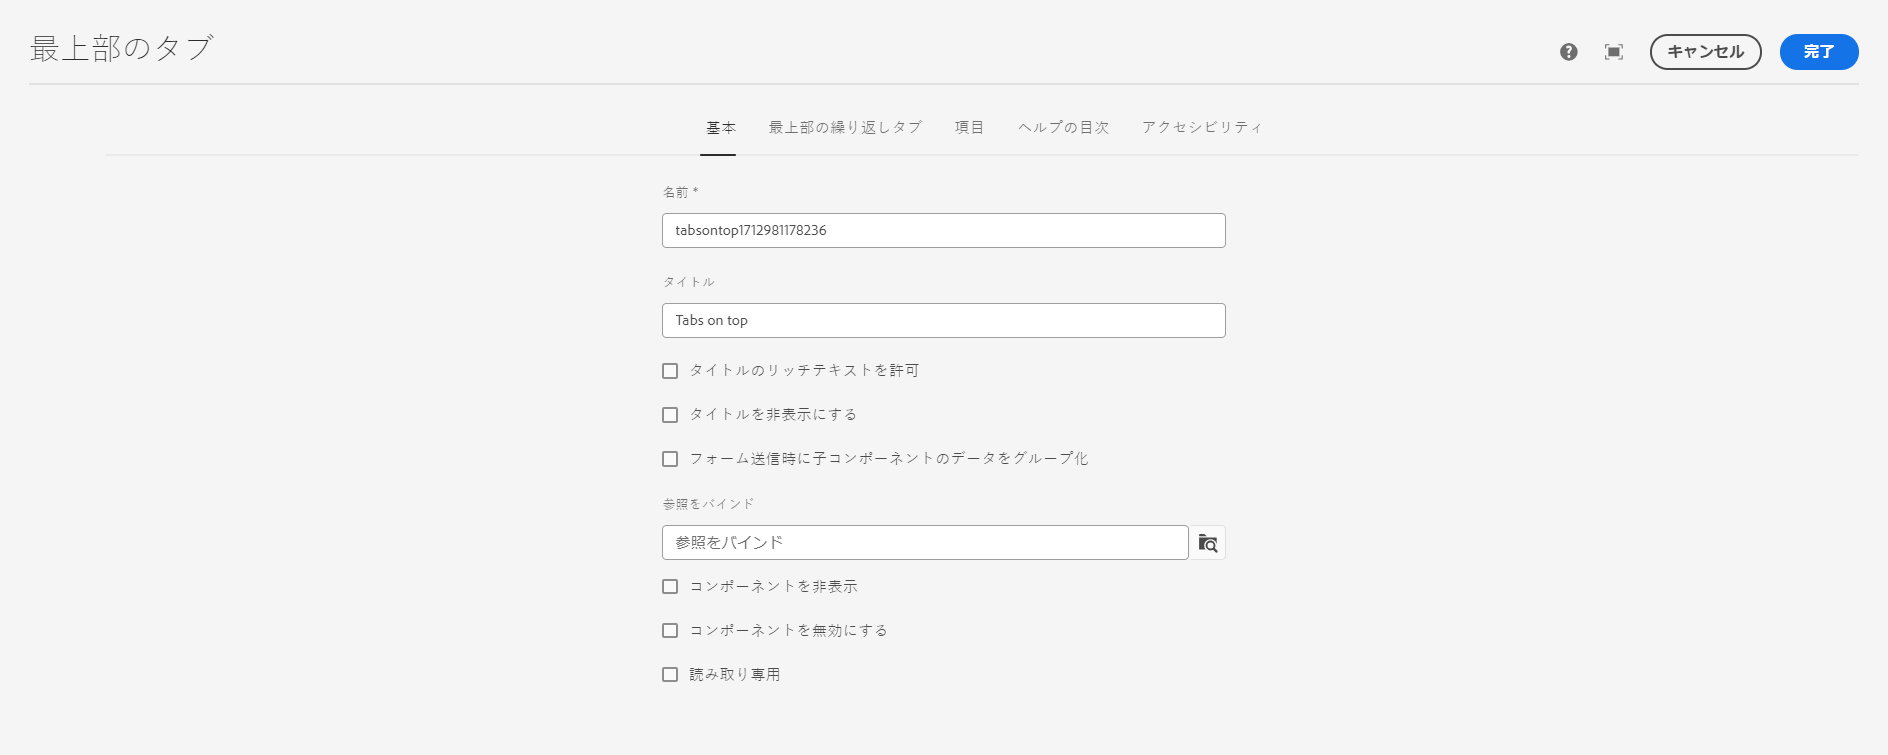 最上部のタブ
キャンセル 完了
基本 最上部の繰り返しタブ 項目 ヘルプの目次 アクセシビリティ
名前 *
tabsontop1712981178236
タイトル
Tabs on top
タイトルのリッチテキストを許可
タイトルを非表示にする
フォーム送信時に子コンポーネントのデータをグループ化
参照をバインド
参照をバインド
コンポーネントを非表示
コンポーネントを無効にする
読み取り専用